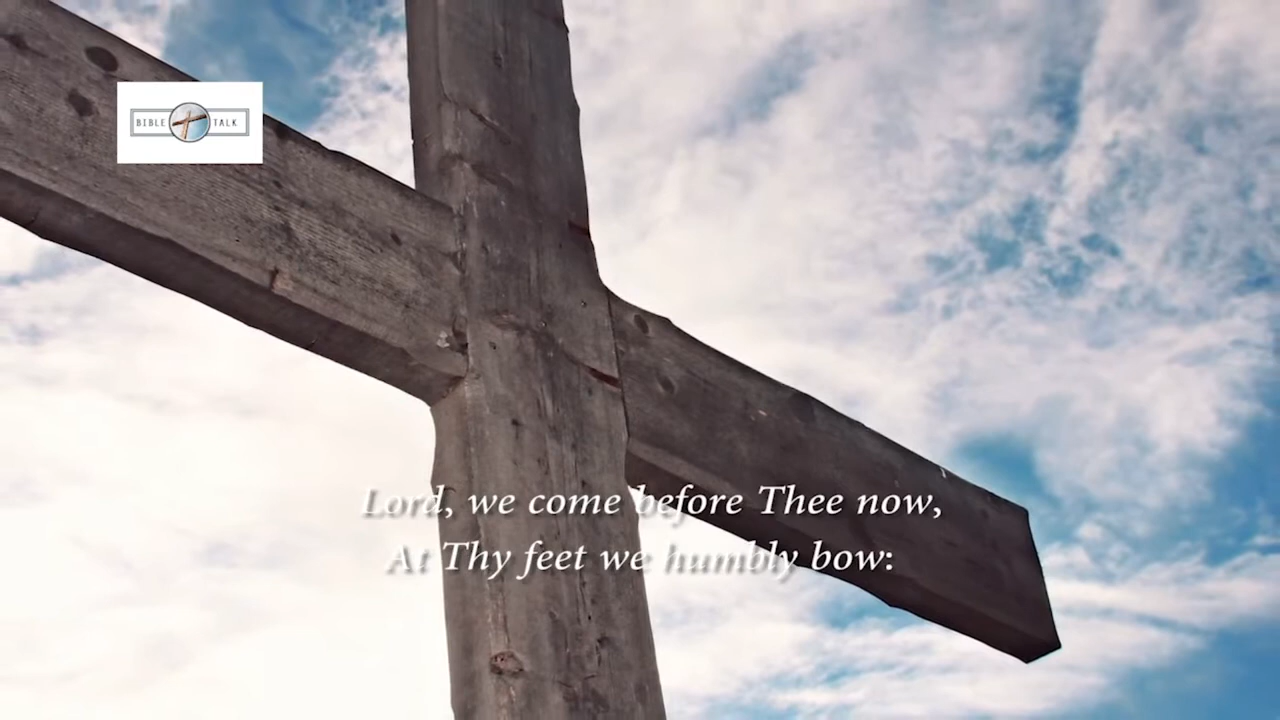 BIBLE TALK
Lord, we come before Thee now,
At Thy feet we humbly bow: